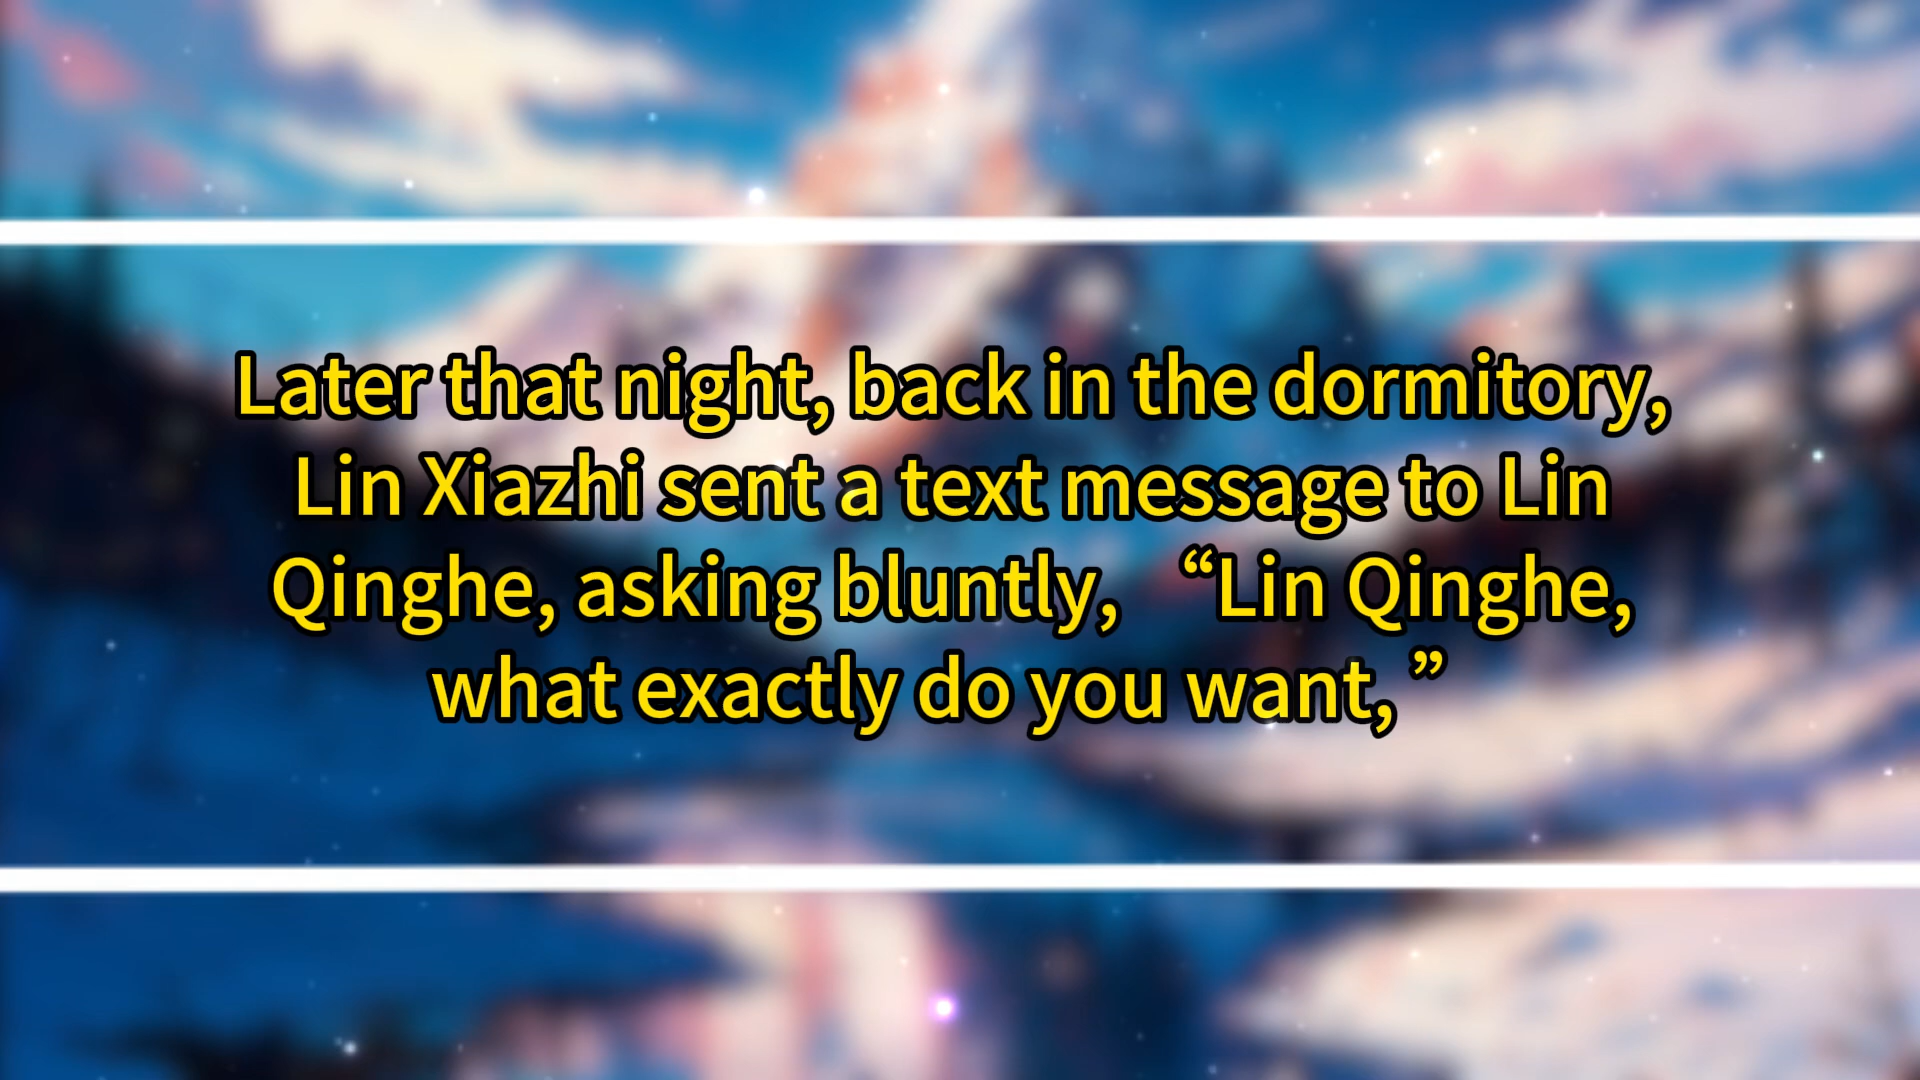 Later that night, back in the dormitory,
Lin Xiazhi sent a text message to Lin
Qinghe, asking bluntly, “Lin Qinghe,
what exactly do you want,”